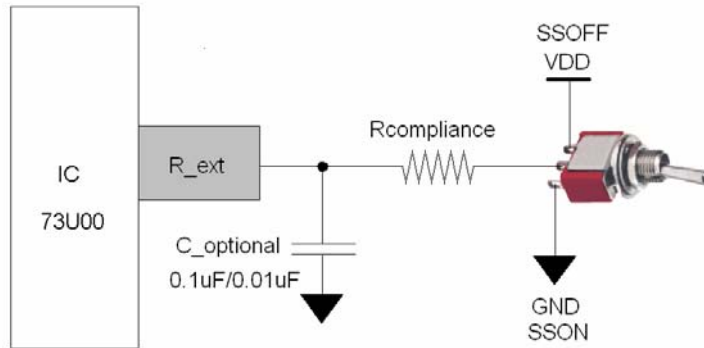 SSOFF
VDD
Rcompliance
IC
73U00
R_ext
C_optional
0.1uF/0.01uF
GND
SSON